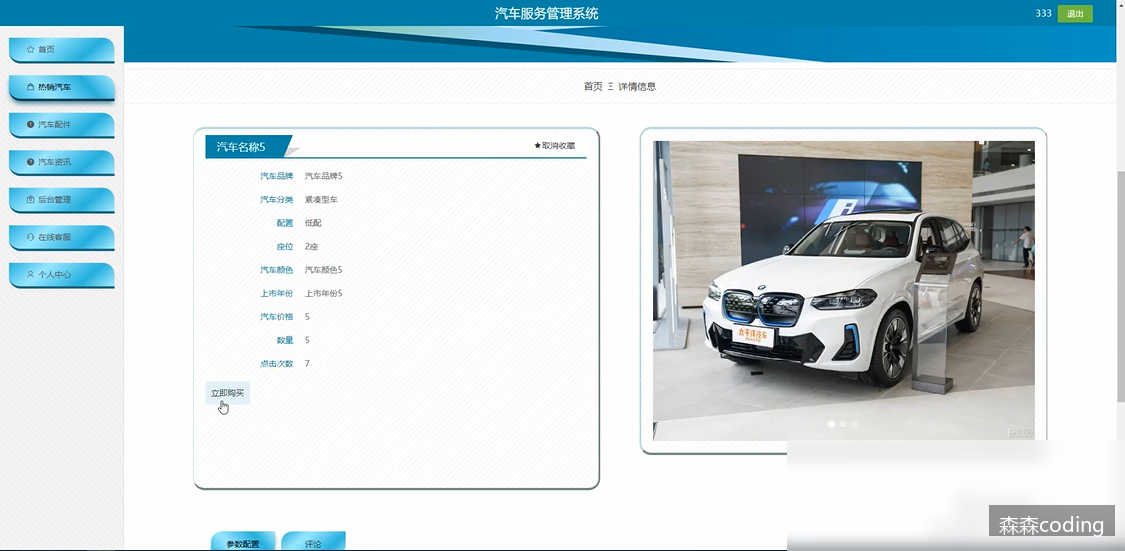 汽车服务管理系统
333 退出
首页
热销汽车
汽车配件
汽车资讯
后台管理
在线客服
个人中心
首页 Ξ 详情信息
汽车名称5
★取消收藏
汽车品牌 汽车品牌5
汽车分类 紧凑型车
配置 低配
座位 2座
汽车颜色 汽车颜色5
上市年份 上市年份5
汽车价格 5
数量 5
点击次数 7
立即购买
太平洋汽车
参数配置 评论
森森coding